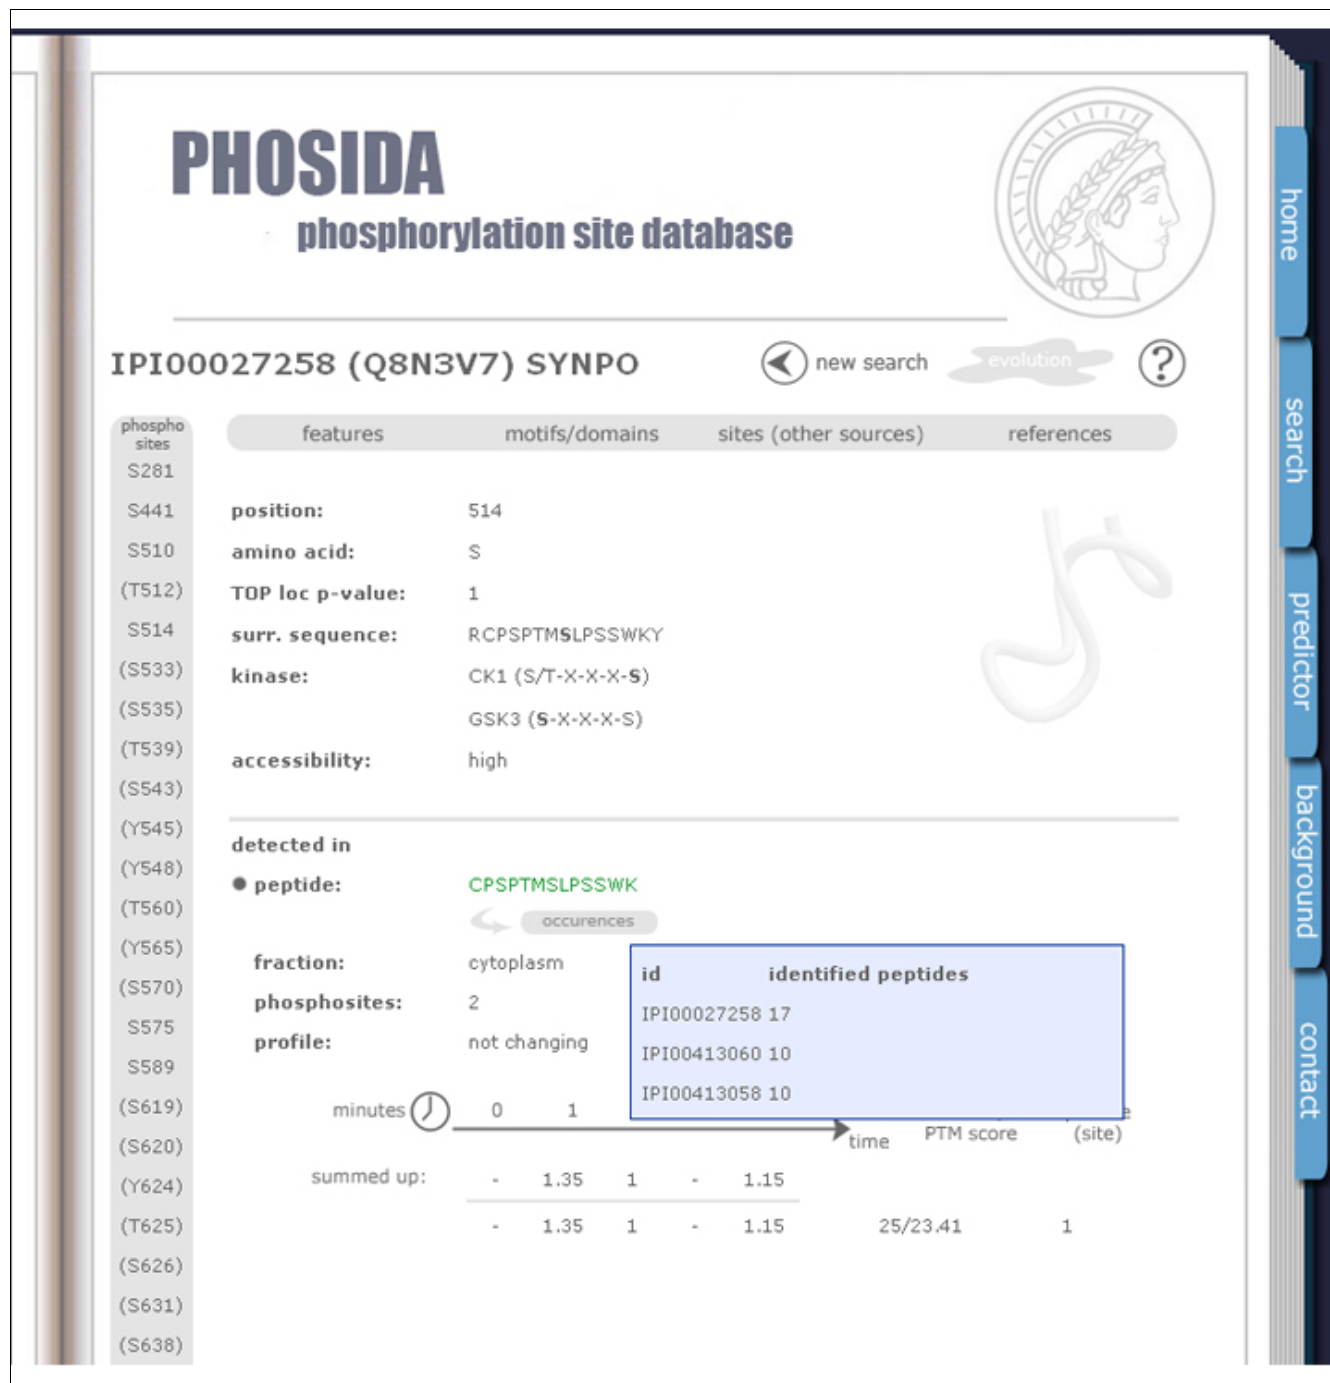 PHOSIDA
phosphorylation site database
IPI00027258 (Q8N3V7) SYNPO
new search
evolution
?
phospho
sites
features motifs/domains sites (other sources) references
S281
S441
S510
(T512)
S514
(S533)
(S535)
(T539)
(S543)
(Y545)
(Y548)
(T560)
(Y565)
(S570)
S575
S589
(S619)
(S620)
(Y624)
(T625)
(S626)
(S631)
(S638)
position: 514
amino acid: S
TOP loc p-value: 1
surr. sequence: RCPSPTMSLPSSWKY
kinase: CK1 (S/T-X-X-X-S)
GSK3 (S-X-X-X-S)
accessibility: high
detected in
peptide: CPSPTMSLPSSWK
occurences
fraction: cytoplasm
phosphosites: 2
profile: not changing
id identified peptides
IPI00027258 17
IPI00413060 10
IPI00413058 10
minutes 0 1
time PTM score (site)
summed up: - 1.35 1 - 1.15
- 1.35 1 - 1.15 25/23.41 1
home
search
predictor
background
contact